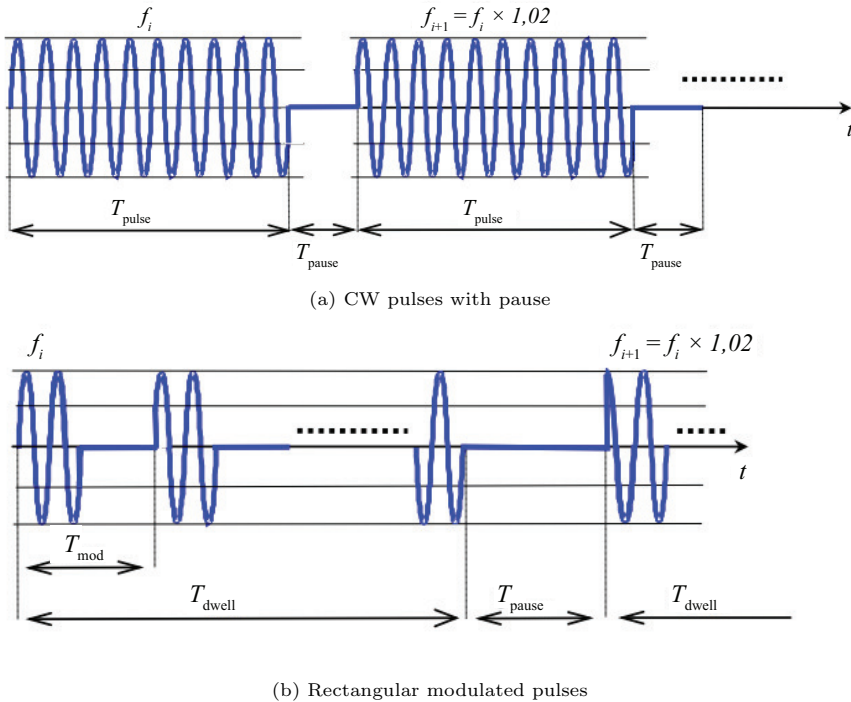 f_i
f_{i+1} = f_i × 1,02
t
T_pulse
T_pause
T_pulse
T_pause
(a) CW pulses with pause
f_i
f_{i+1} = f_i × 1,02
t
T_mod
T_dwell
T_pause
T_dwell
(b) Rectangular modulated pulses